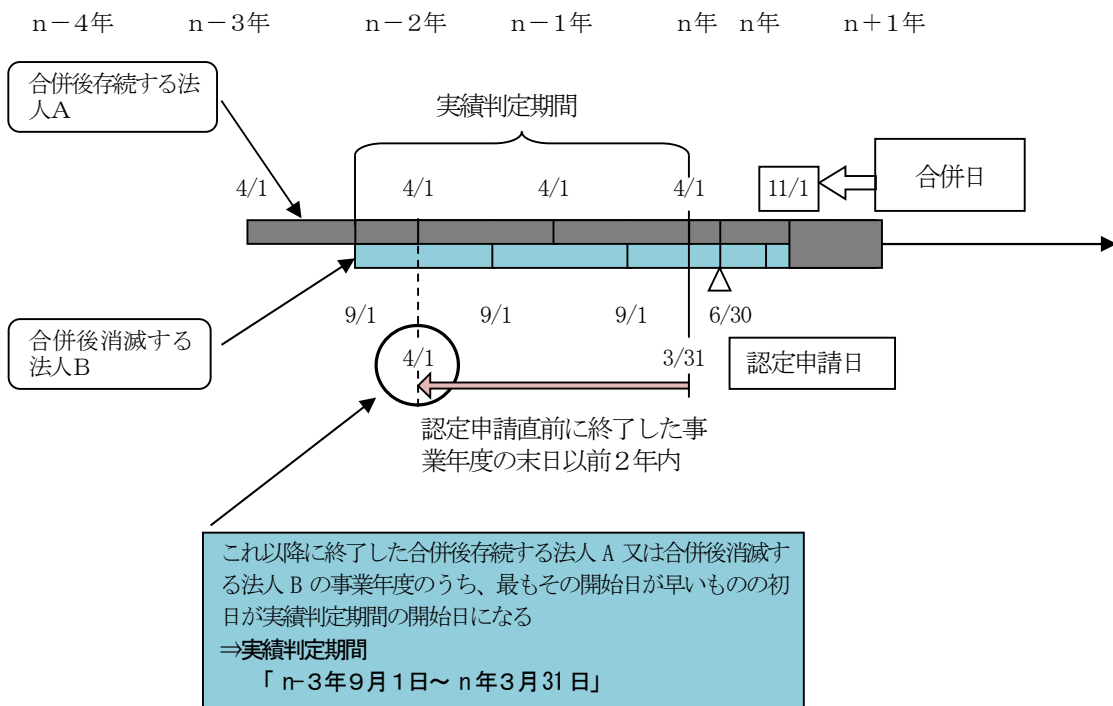 n－4年 n－3年 n－2年 n－1年 n年 n年 n＋1年
合併後存続する法
人A
実績判定期間
4/1 4/1 4/1 4/1 11/1 合併日
9/1 9/1 9/1 6/30
合併後消滅する
法人B
4/1 3/31 認定申請日
認定申請直前に終了した事
業年度の末日以前２年内
これ以降に終了した合併後存続する法人 A 又は合併後消滅す
る法人 B の事業年度のうち、最もその開始日が早いものの初
日が実績判定期間の開始日になる
⇒実績判定期間
「 n-３年９月１日～ n 年３月31 日」